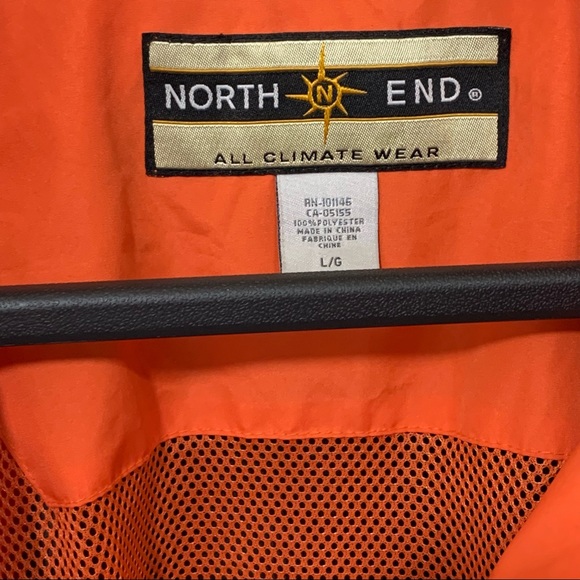 NORTH N END ®
ALL CLIMATE WEAR
RN-101146
CA-05155
100% POLYESTER
MADE IN CHINA
FABRIQUE EN
CHINE
L/G